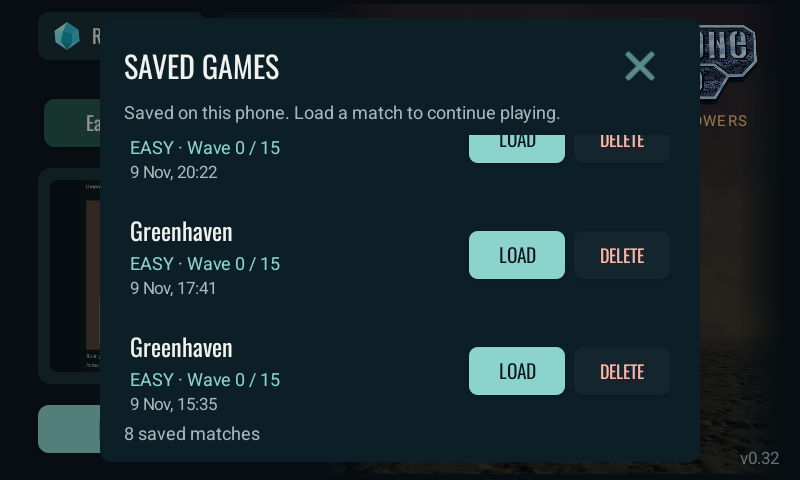 SAVED GAMES
Saved on this phone. Load a match to continue playing.
EASY · Wave 0 / 15
9 Nov, 20:22
LOAD
DELETE
Greenhaven
EASY · Wave 0 / 15
9 Nov, 17:41
LOAD
DELETE
Greenhaven
EASY · Wave 0 / 15
9 Nov, 15:35
LOAD
DELETE
8 saved matches
v0.32